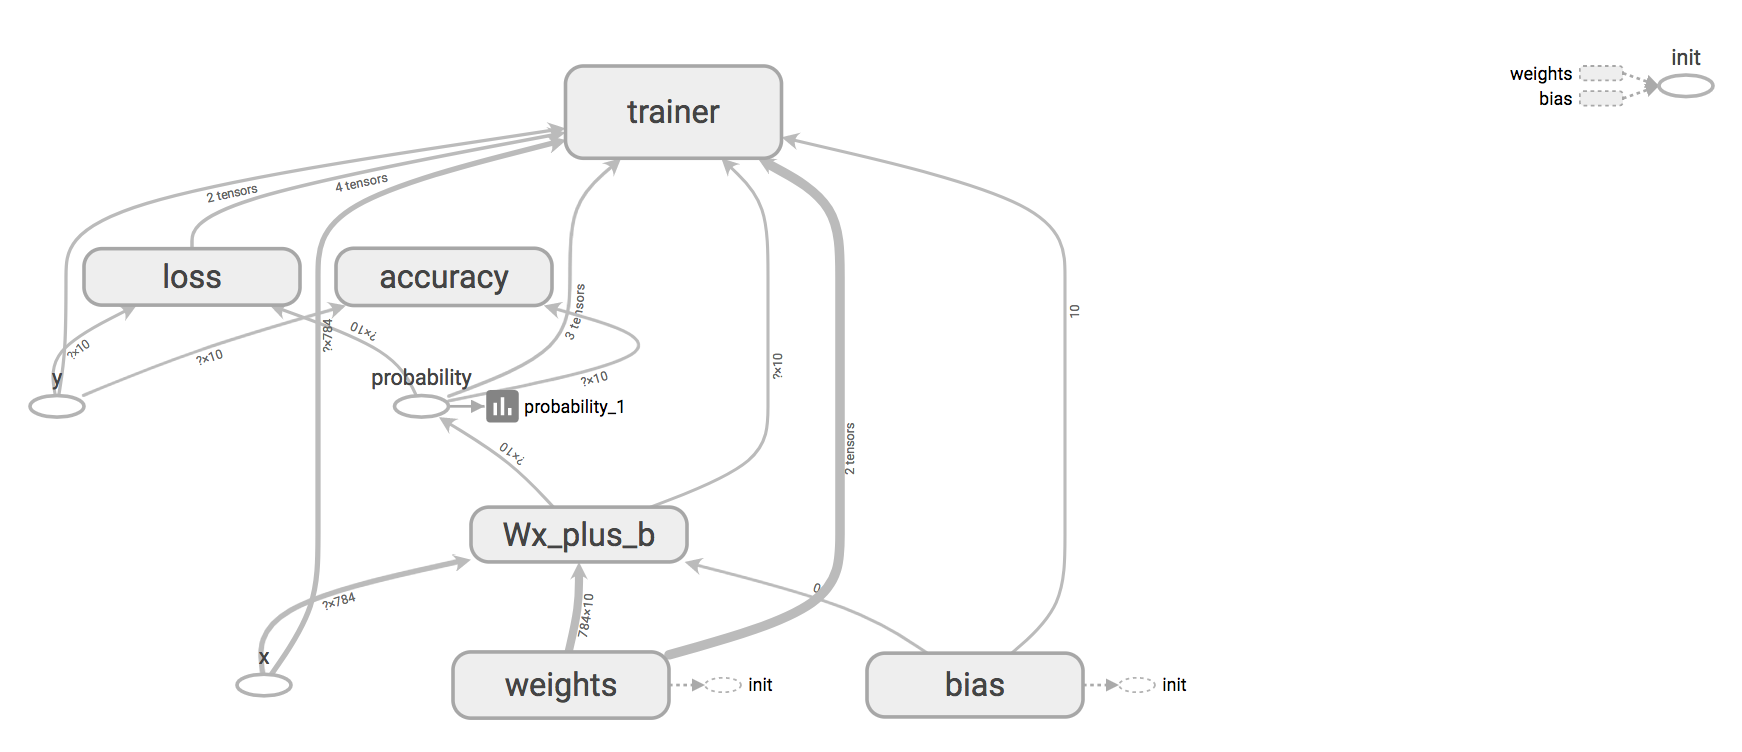 init
weights
bias
trainer
2 tensors
4 tensors
loss
accuracy
10
3 tensors
?×10
?×784
?×10
?×10
?×10
y
probability
?×10
probability_1
2 tensors
?×10
Wx_plus_b
?×784
784×10
0
x
weights
init
bias
init